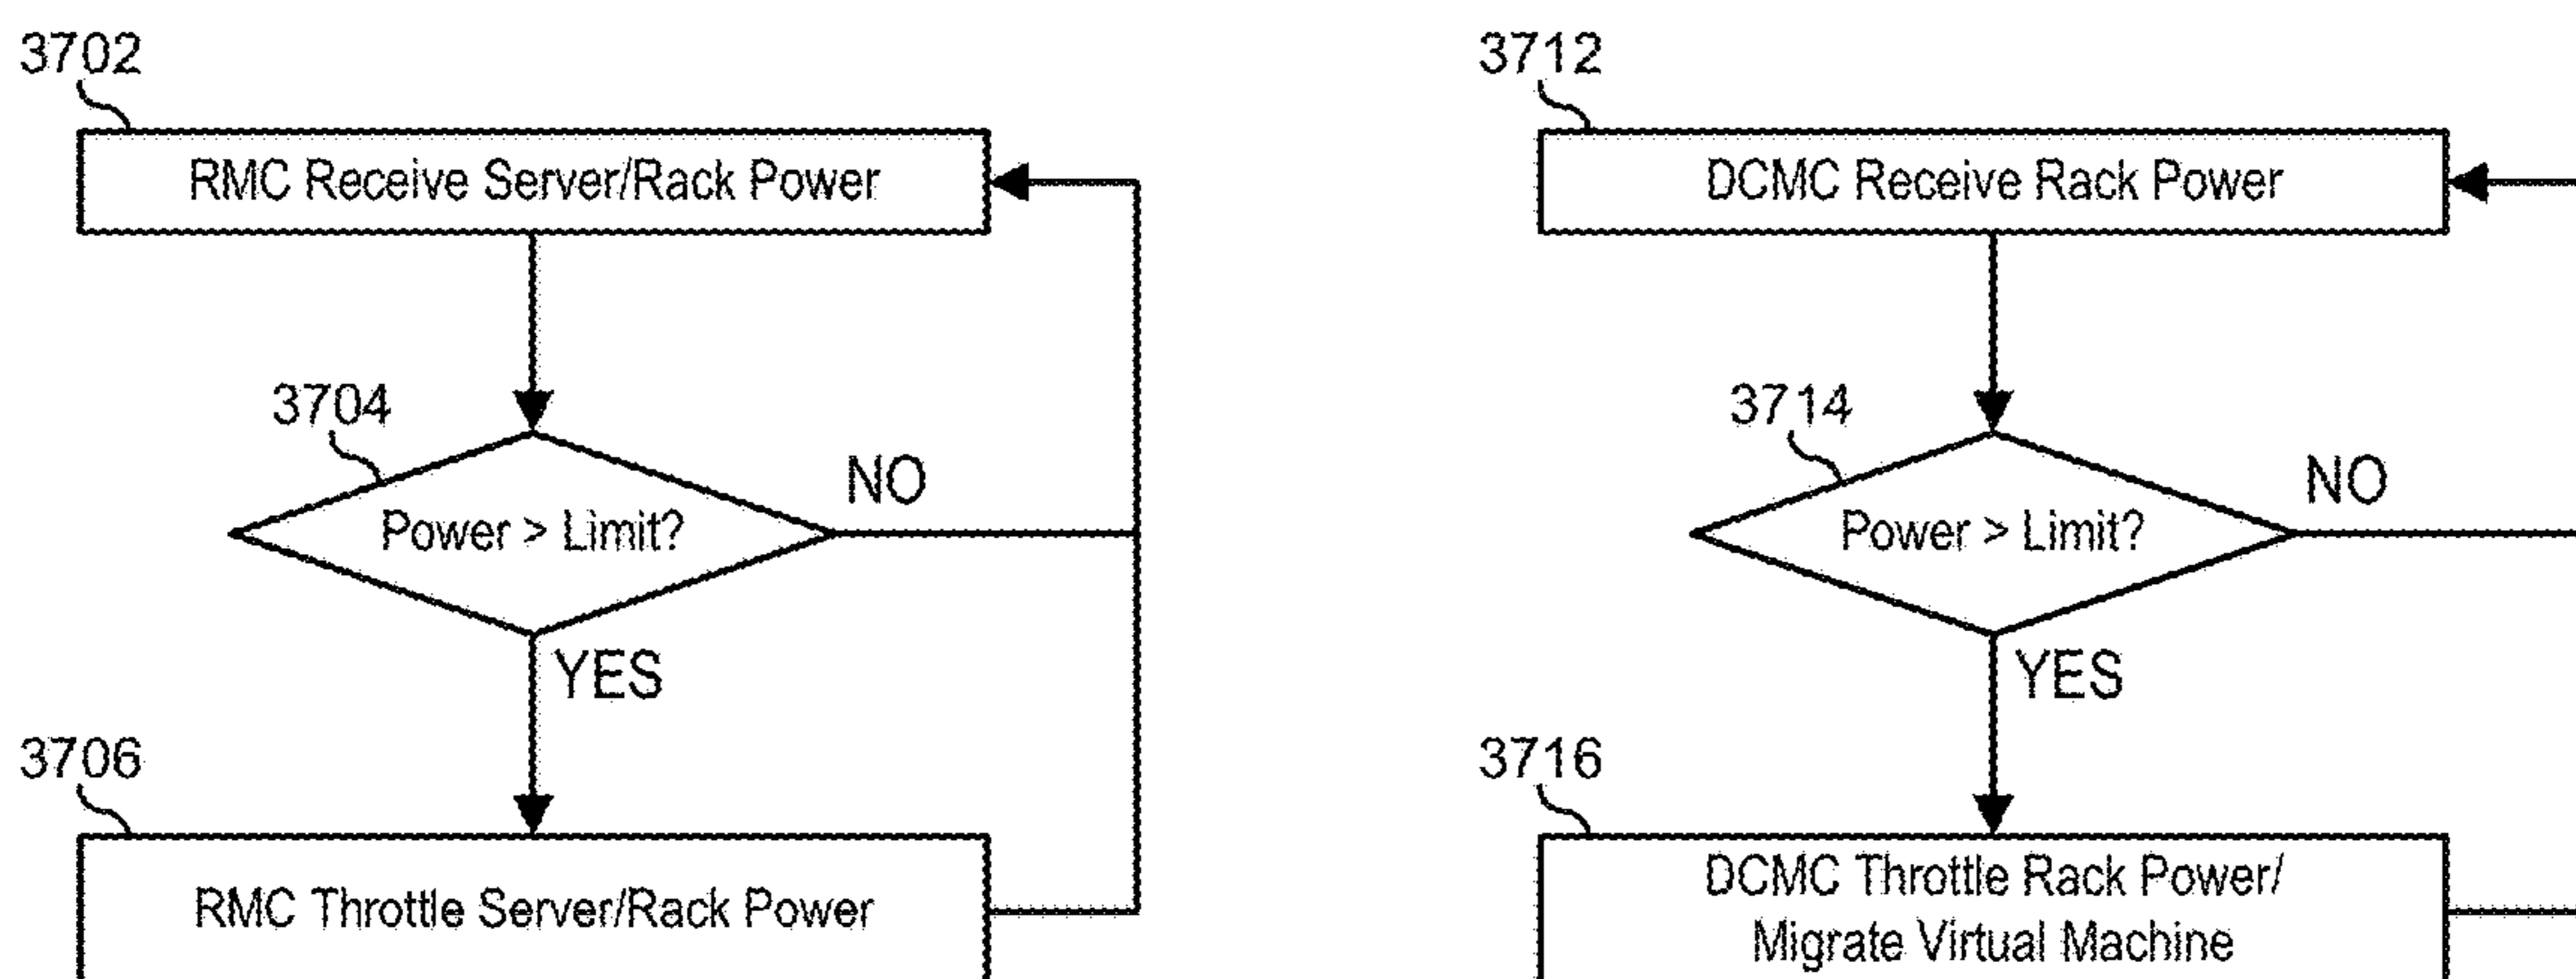 3702
RMC Receive Server/Rack Power
3704
Power > Limit?
NO
YES
3706
RMC Throttle Server/Rack Power
3712
DCMC Receive Rack Power
3714
Power > Limit?
NO
YES
3716
DCMC Throttle Rack Power/
Migrate Virtual Machine